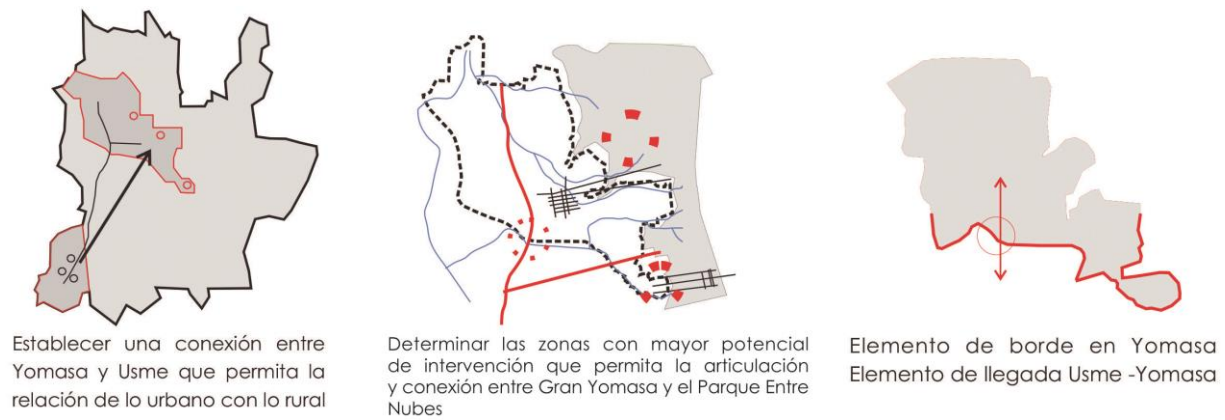 Establecer una conexión entre
Yomasa y Usme que permita la
relación de lo urbano con lo rural
Determinar las zonas con mayor potencial
de intervención que permita la articulación
y conexión entre Gran Yomasa y el Parque Entre
Nubes
Elemento de borde en Yomasa
Elemento de llegada Usme -Yomasa